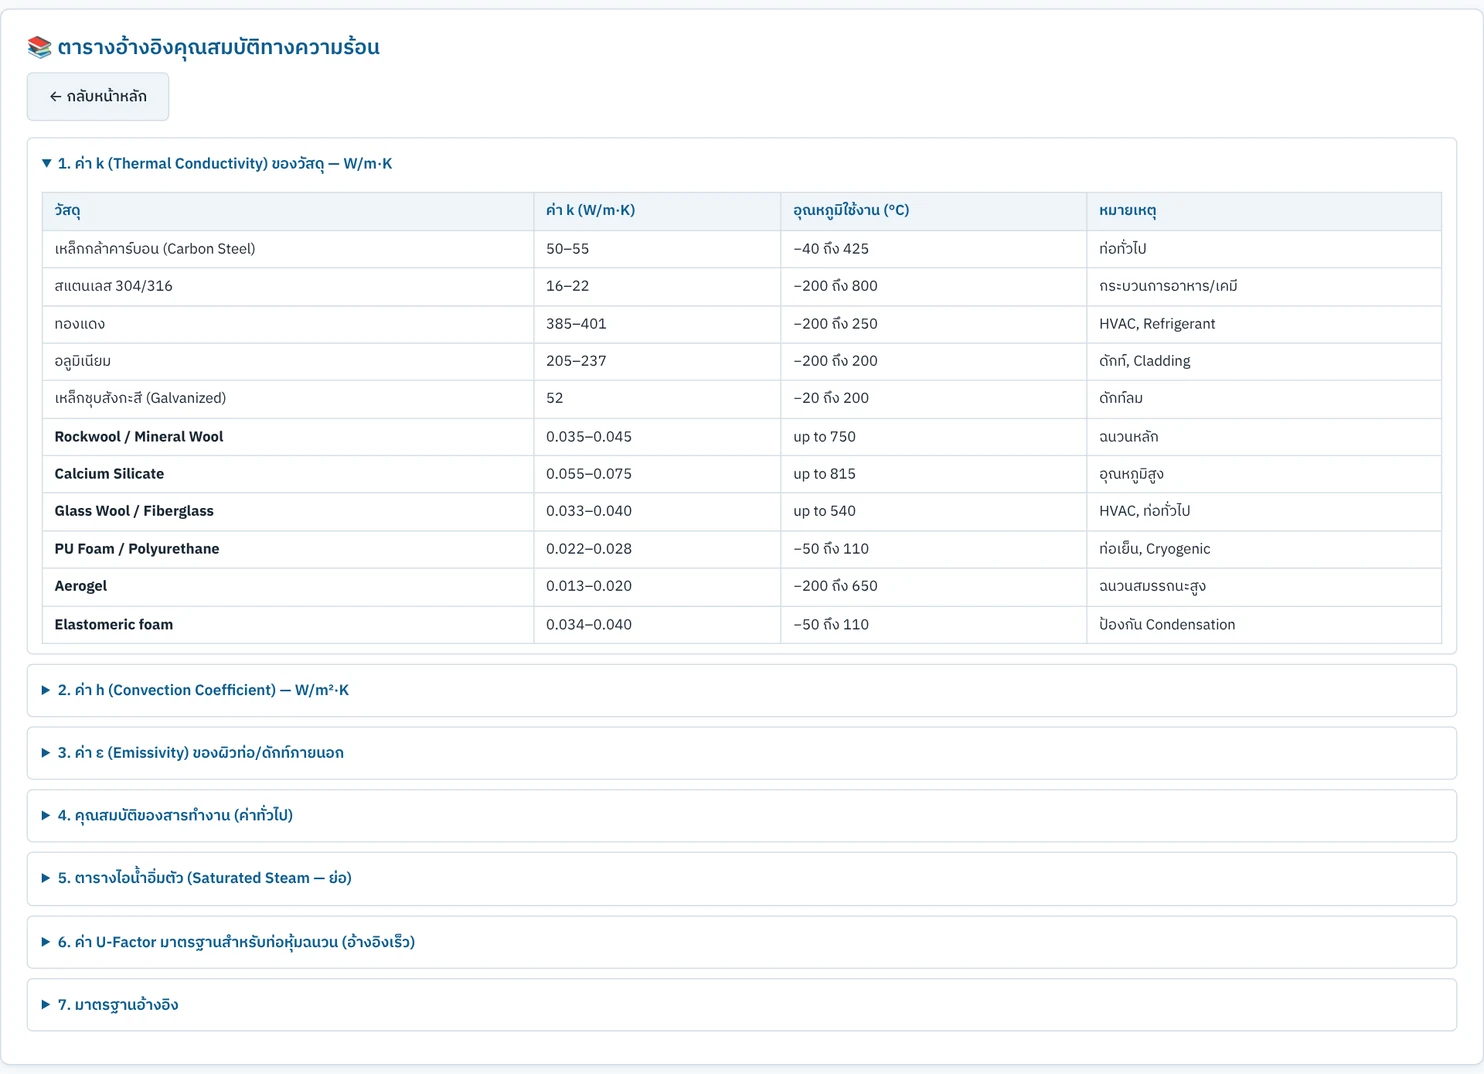 📚 ตารางอ้างอิงคุณสมบัติทางความร้อน
← กลับหน้าหลัก
▼ 1. ค่า k (Thermal Conductivity) ของวัสดุ — W/m·K
วัสดุ ค่า k (W/m·K) อุณหภูมิใช้งาน (°C) หมายเหตุ
เหล็กกล้าคาร์บอน (Carbon Steel) 50–55 −40 ถึง 425 ท่อทั่วไป
สแตนเลส 304/316 16–22 −200 ถึง 800 กระบวนการอาหาร/เคมี
ทองแดง 385–401 −200 ถึง 250 HVAC, Refrigerant
อลูมิเนียม 205–237 −200 ถึง 200 ดักท์, Cladding
เหล็กชุบสังกะสี (Galvanized) 52 −20 ถึง 200 ดักท์ลม
Rockwool / Mineral Wool 0.035–0.045 up to 750 ฉนวนหลัก
Calcium Silicate 0.055–0.075 up to 815 อุณหภูมิสูง
Glass Wool / Fiberglass 0.033–0.040 up to 540 HVAC, ท่อทั่วไป
PU Foam / Polyurethane 0.022–0.028 −50 ถึง 110 ท่อเย็น, Cryogenic
Aerogel 0.013–0.020 −200 ถึง 650 ฉนวนสมรรถนะสูง
Elastomeric foam 0.034–0.040 −50 ถึง 110 ป้องกัน Condensation
▶ 2. ค่า h (Convection Coefficient) — W/m²·K
▶ 3. ค่า ε (Emissivity) ของผิวท่อ/ดักท์ภายนอก
▶ 4. คุณสมบัติของสารทำงาน (ค่าทั่วไป)
▶ 5. ตารางไอน้ำอิ่มตัว (Saturated Steam — ย่อ)
▶ 6. ค่า U-Factor มาตรฐานสำหรับท่อหุ้มฉนวน (อ้างอิงเร็ว)
▶ 7. มาตรฐานอ้างอิง